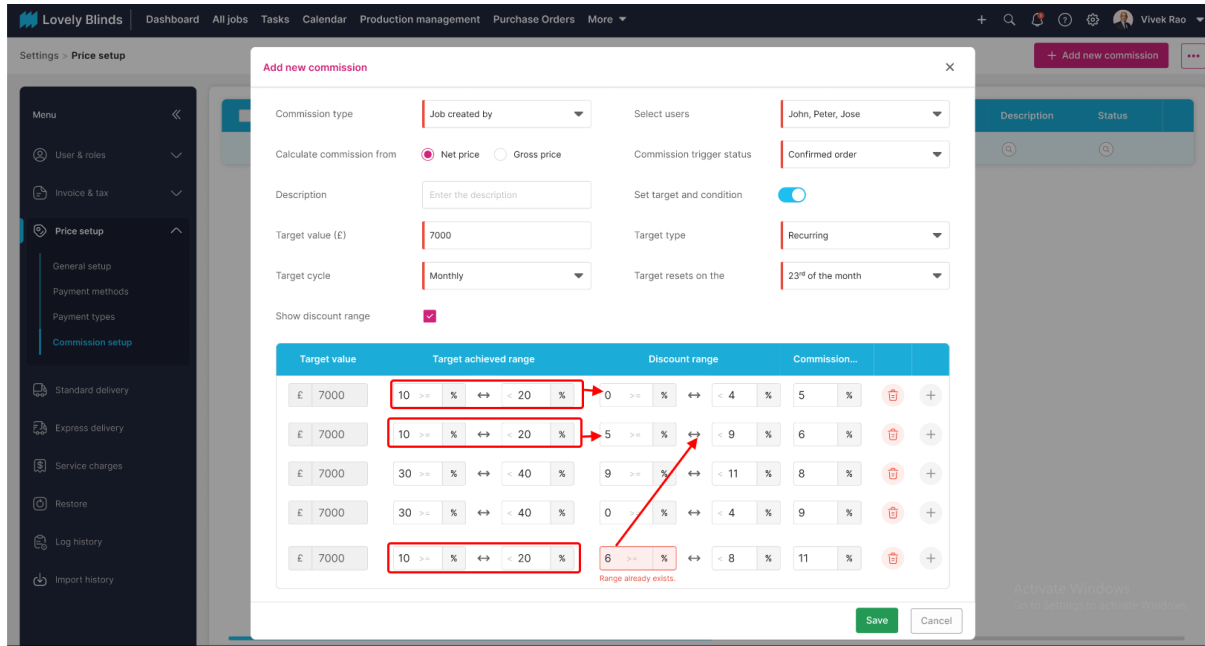 Lovely Blinds Dashboard All jobs Tasks Calendar Production management Purchase Orders More Vivek Rao
Settings > Price setup
+ Add new commission
Menu
User & roles
Invoice & tax
Price setup
General setup
Payment methods
Payment types
Commission setup
Standard delivery
Express delivery
Service charges
Restore
Log history
Import history
Description Status
Add new commission
Commission type Job created by Select users John, Peter, Jose
Calculate commission from Net price Gross price Commission trigger status Confirmed order
Description Enter the description Set target and condition
Target value (£) 7000 Target type Recurring
Target cycle Monthly Target resets on the 23rd of the month
Show discount range
Target value Target achieved range Discount range Commission...
£ 7000 10 >= % ↔ < 20 % 0 >= % ↔ < 4 % 5 %
£ 7000 10 >= % ↔ < 20 % 5 >= % ↔ < 9 % 6 %
£ 7000 30 >= % ↔ < 40 % 9 >= % ↔ < 11 % 8 %
£ 7000 30 >= % ↔ < 40 % 0 >= % ↔ < 4 % 9 %
£ 7000 10 >= % ↔ < 20 % 6 >= % ↔ < 8 % 11 %
Range already exists.
Save Cancel
Activate Windows
Go to Settings to activate Windows.